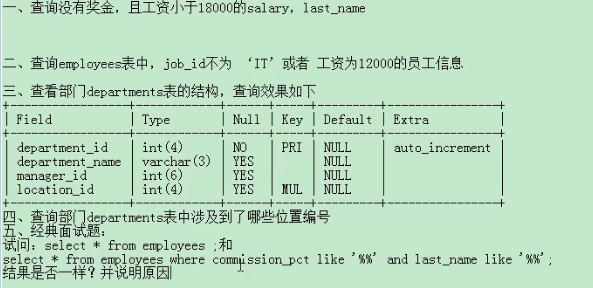 一、查询没有奖金，且工资小于18000的salary，last_name
二、查询employees表中，job_id不为 ‘IT’或者 工资为12000的员工信息
三、查看部门departments表的结构，查询效果如下
+-----------------+------------+------+-----+---------+----------------+
| Field | Type | Null | Key | Default | Extra |
+-----------------+------------+------+-----+---------+----------------+
| department_id | int(4) | NO | PRI | NULL | auto_increment |
| department_name | varchar(3) | YES | | NULL | |
| manager_id | int(6) | YES | | NULL | |
| location_id | int(4) | YES | MUL | NULL | |
+-----------------+------------+------+-----+---------+----------------+
四、查询部门departments表中涉及到了哪些位置编号
五、经典面试题：
试问：select * from employees ;和
select * from employees where commission_pct like '%%' and last_name like '%%';
结果是否一样？并说明原因